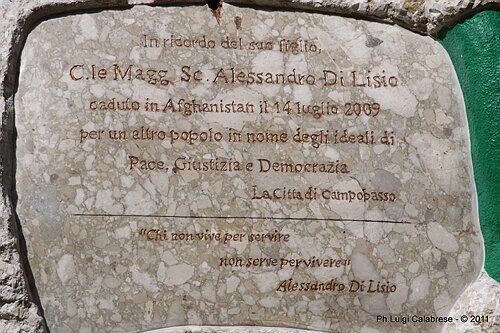 In ricordo del suo figlio,
C.le Magg. Sc. Alessandro Di Lisio
caduto in Afghanistan il 14 luglio 2009
per un altro popolo in nome degli ideali di
Pace, Giustizia e Democrazia
La Città di Campobasso
"Chi non vive per servire
non serve per vivere"
Alessandro Di Lisio
Ph.Luigi Calabrese - © 2011